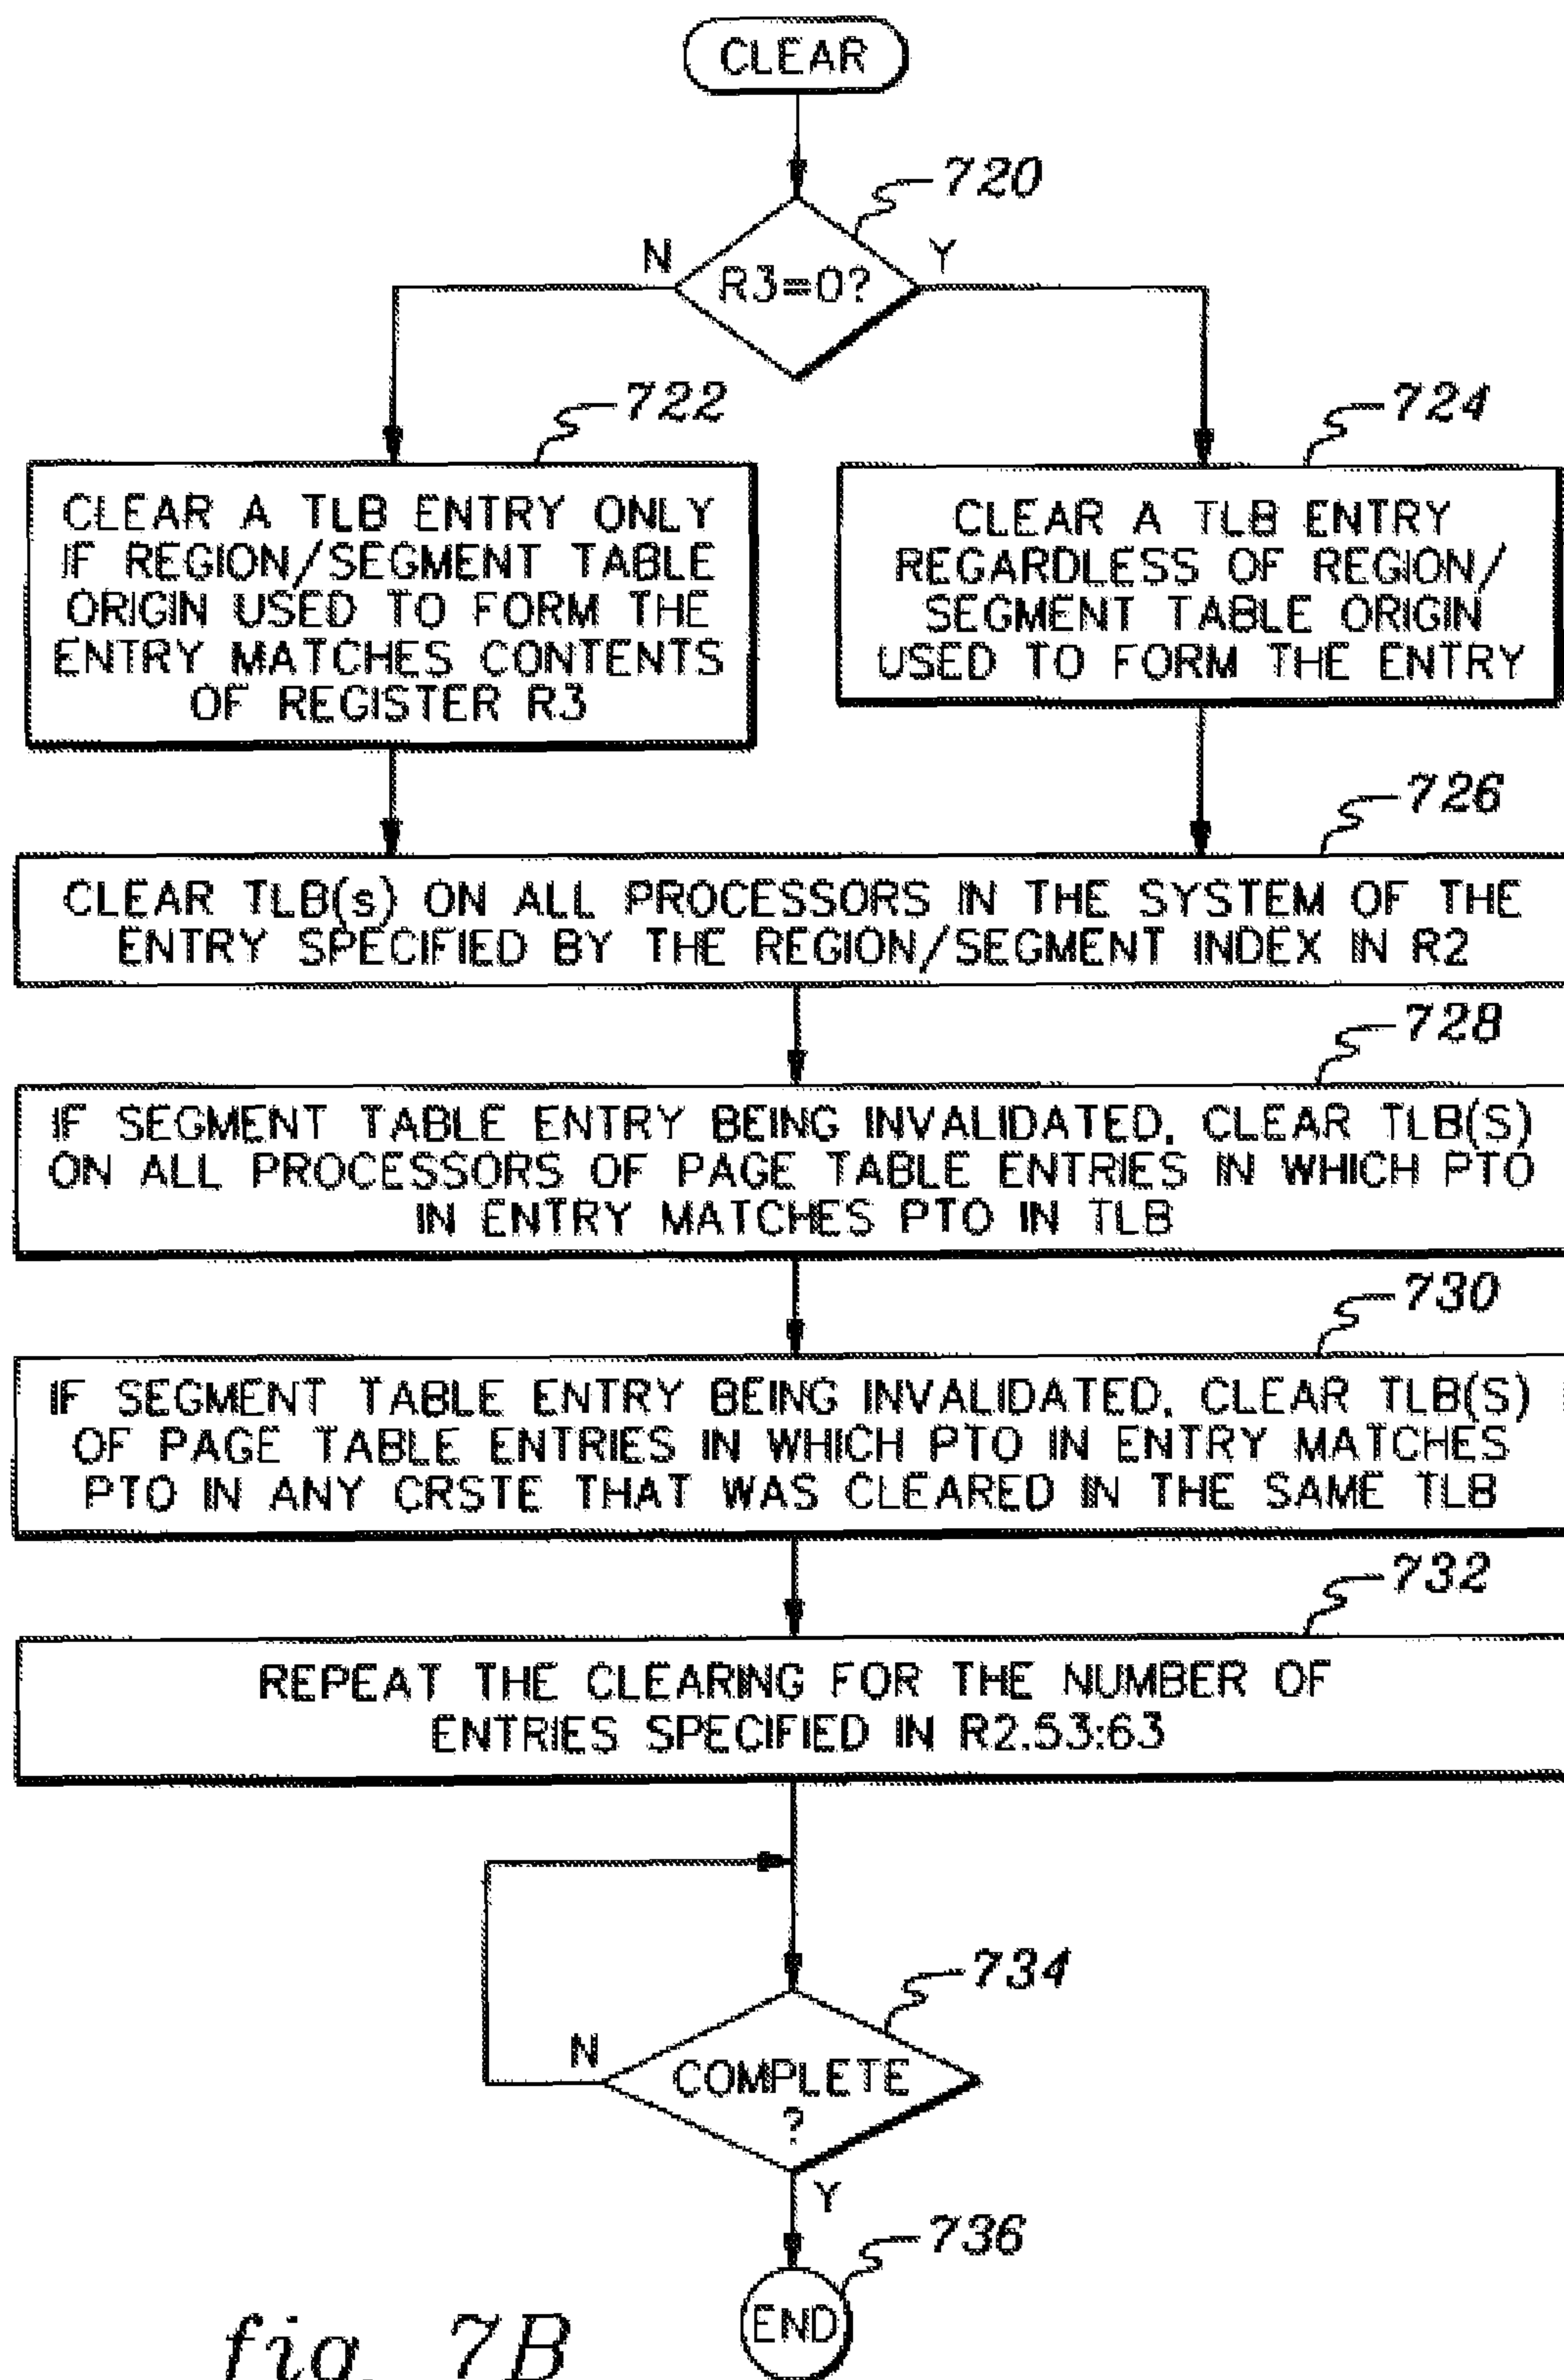 CLEAR
720
N
Y
R3=0?
722
724
CLEAR A TLB ENTRY ONLY
IF REGION/SEGMENT TABLE
ORIGIN USED TO FORM THE
ENTRY MATCHES CONTENTS
OF REGISTER R3
CLEAR A TLB ENTRY
REGARDLESS OF REGION/
SEGMENT TABLE ORIGIN
USED TO FORM THE ENTRY
726
CLEAR TLB(s) ON ALL PROCESSORS IN THE SYSTEM OF THE
ENTRY SPECIFIED BY THE REGION/SEGMENT INDEX IN R2
728
IF SEGMENT TABLE ENTRY BEING INVALIDATED, CLEAR TLB(S)
ON ALL PROCESSORS OF PAGE TABLE ENTRIES IN WHICH PTO
IN ENTRY MATCHES PTO IN TLB
730
IF SEGMENT TABLE ENTRY BEING INVALIDATED, CLEAR TLB(S)
OF PAGE TABLE ENTRIES IN WHICH PTO IN ENTRY MATCHES
PTO IN ANY CRSTE THAT WAS CLEARED IN THE SAME TLB
732
REPEAT THE CLEARING FOR THE NUMBER OF
ENTRIES SPECIFIED IN R2.53:63
734
N
COMPLETE
?
Y
736
END
fig. 7B